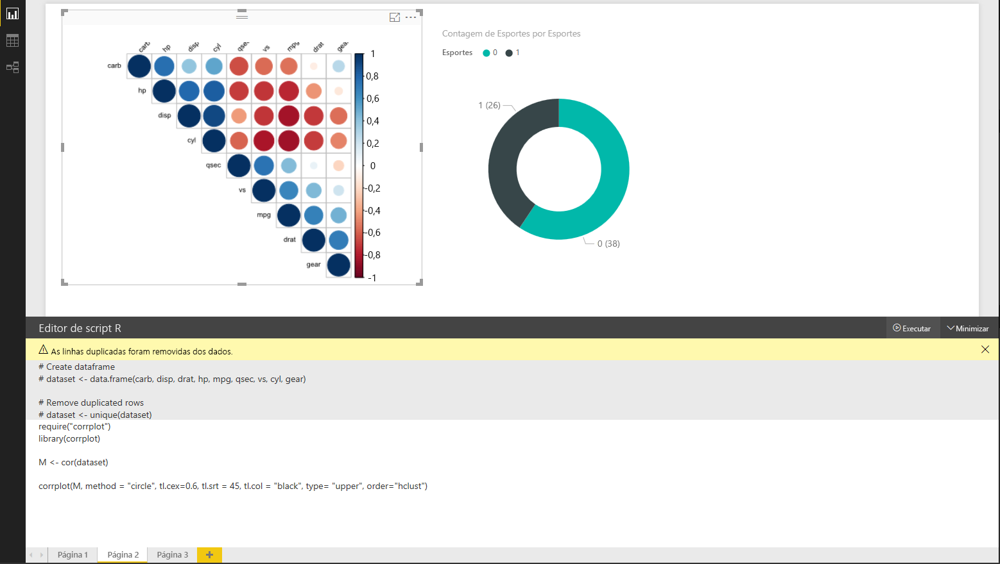 carb hp disp cyl qsec vs mpg drat gear
carb
hp
disp
cyl
qsec
vs
mpg
drat
gear
1
0,8
0,6
0,4
0,2
0
-0,2
-0,4
-0,6
-0,8
-1
Contagem de Esportes por Esportes
Esportes 0 1
1 (26)
0 (38)
Editor de script R
Executar Minimizar
As linhas duplicadas foram removidas dos dados.
# Create dataframe
# dataset <- data.frame(carb, disp, drat, hp, mpg, qsec, vs, cyl, gear)
# Remove duplicated rows
# dataset <- unique(dataset)
require("corrplot")
library(corrplot)
M <- cor(dataset)
corrplot(M, method = "circle", tl.cex=0.6, tl.srt = 45, tl.col = "black", type= "upper", order="hclust")
Página 1 Página 2 Página 3